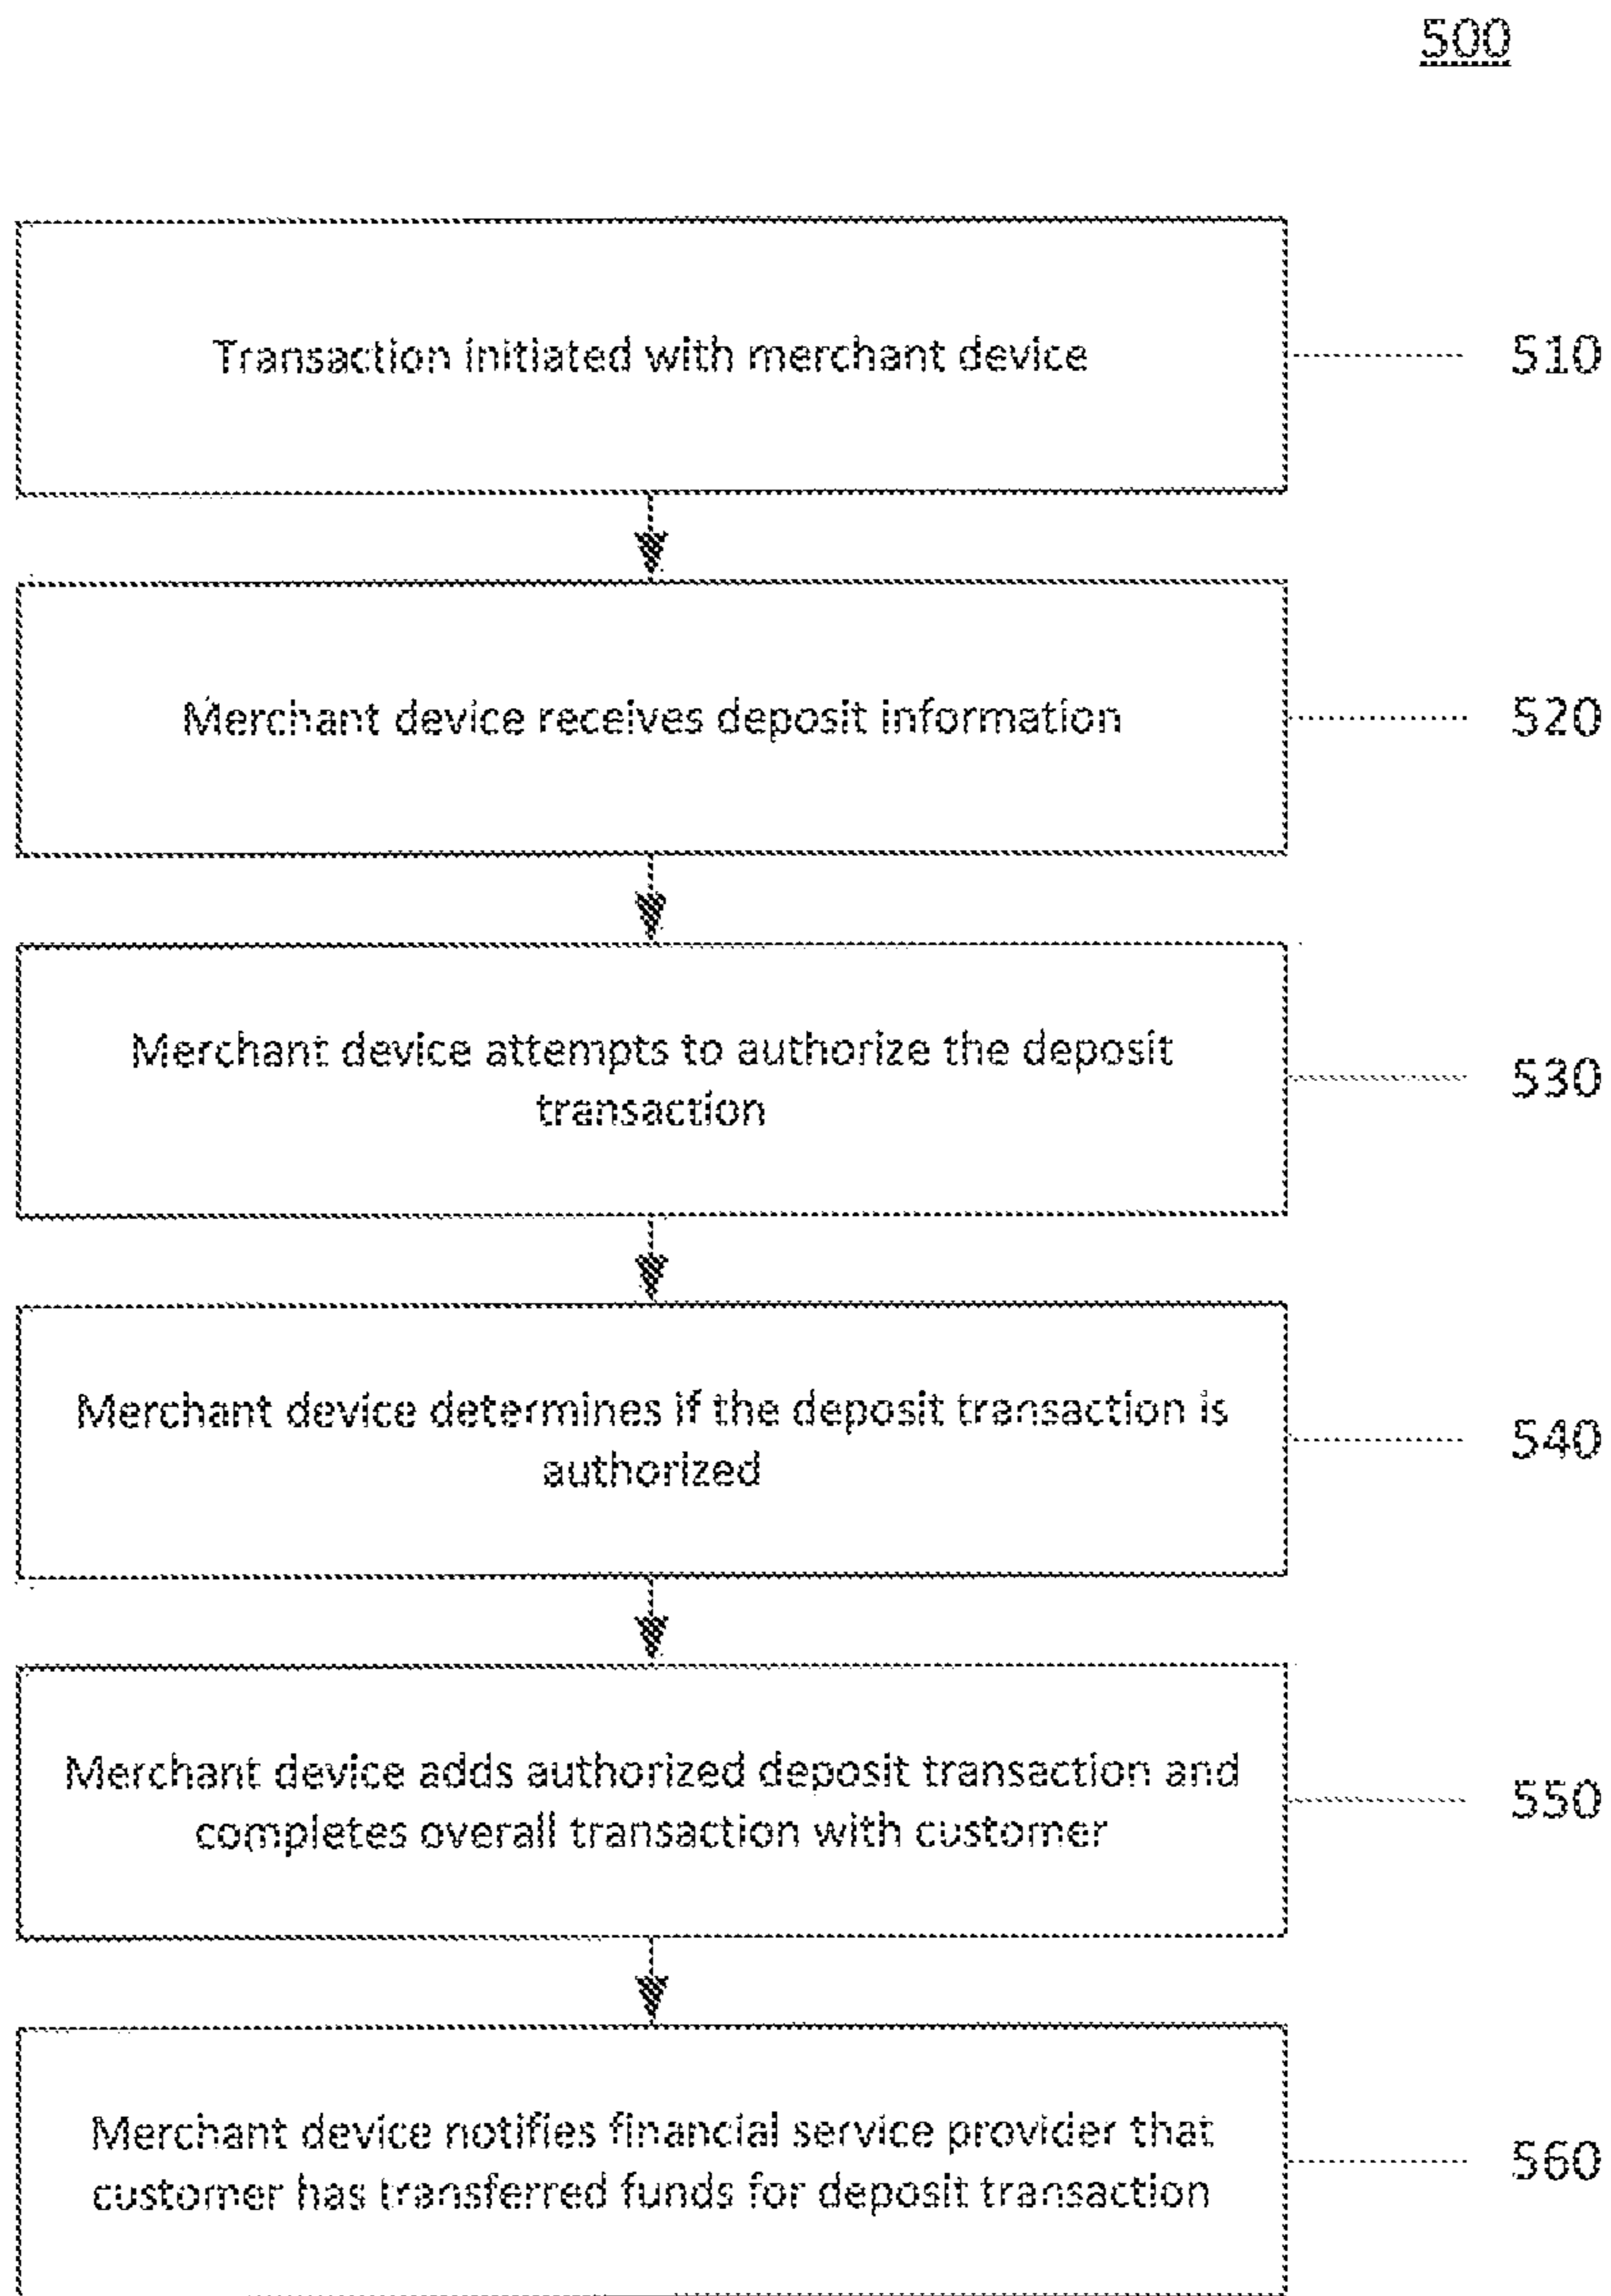 500
Transaction initiated with merchant device
510
Merchant device receives deposit information
520
Merchant device attempts to authorize the deposit
transaction
530
Merchant device determines if the deposit transaction is
authorized
540
Merchant device adds authorized deposit transaction and
completes overall transaction with customer
550
Merchant device notifies financial service provider that
customer has transferred funds for deposit transaction
560